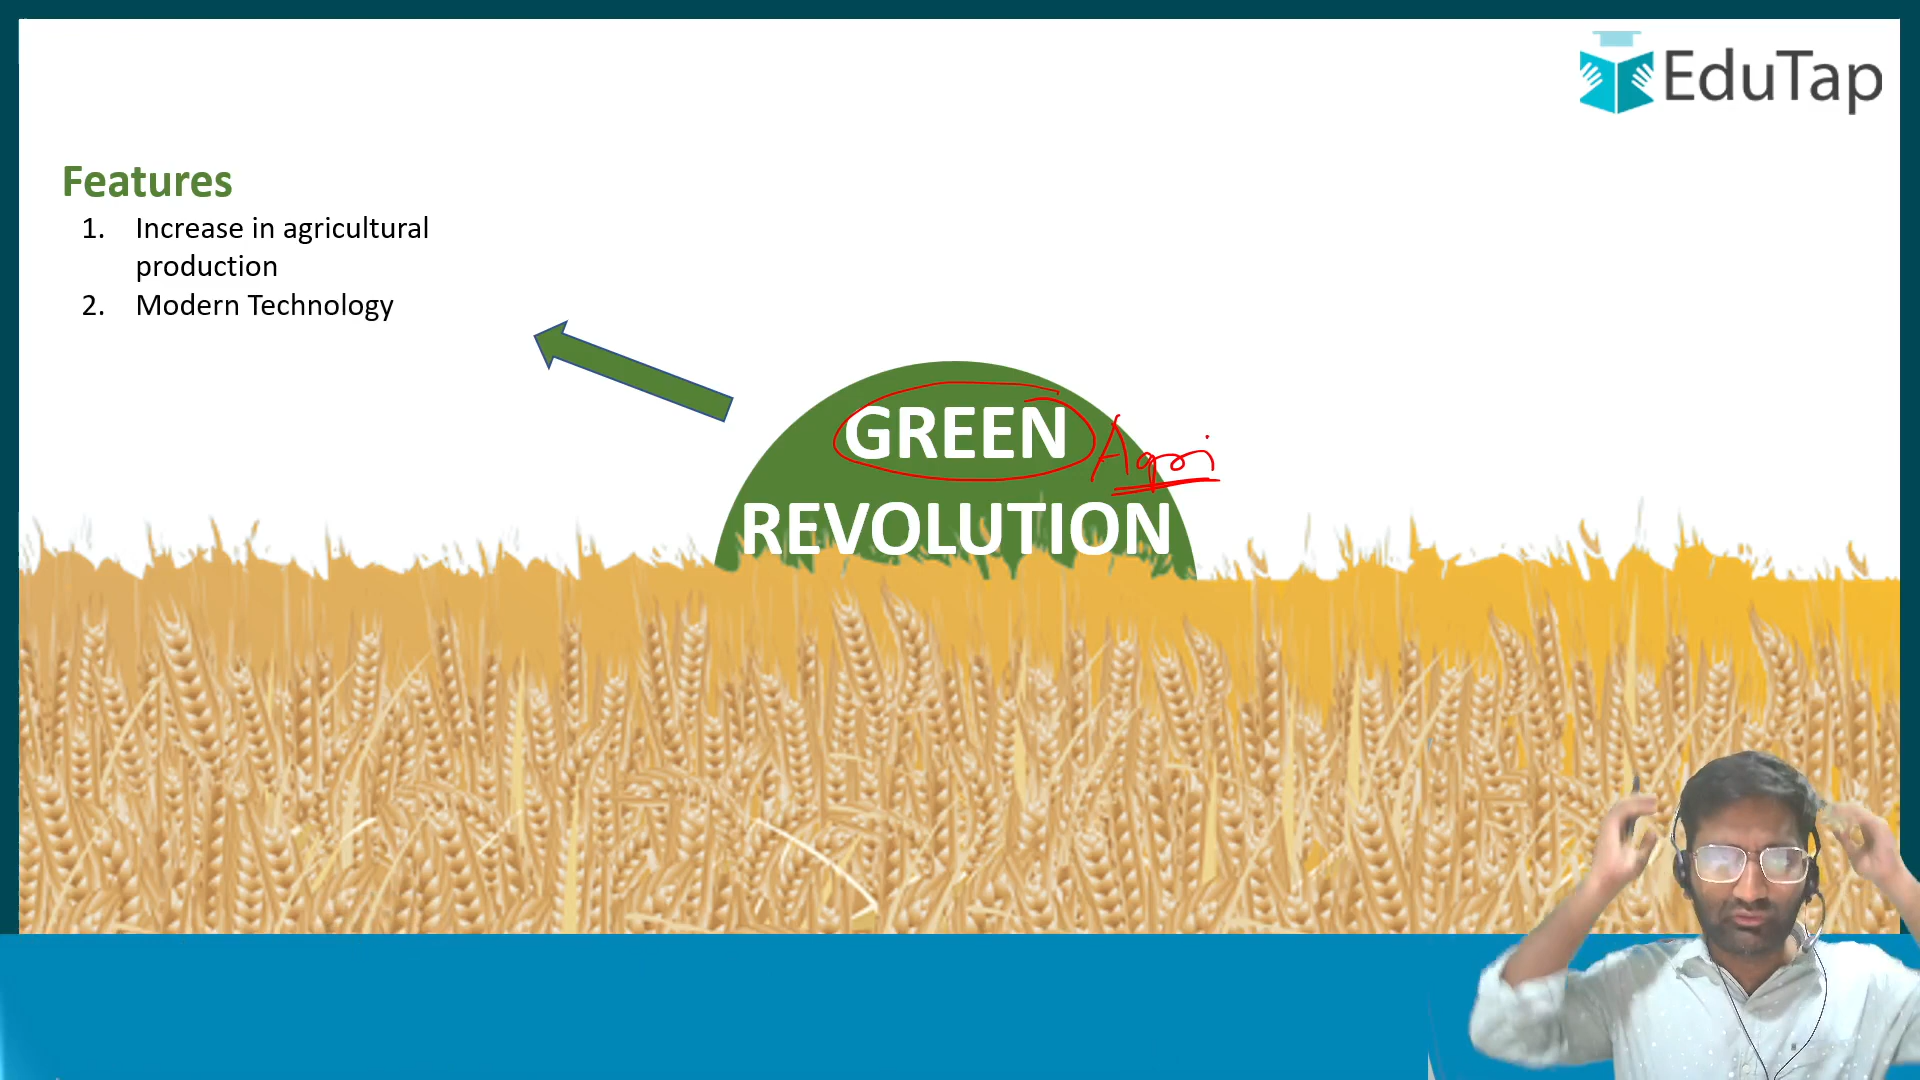 EduTap
Features
1. Increase in agricultural
production
2. Modern Technology
GREEN
Agri
REVOLUTION